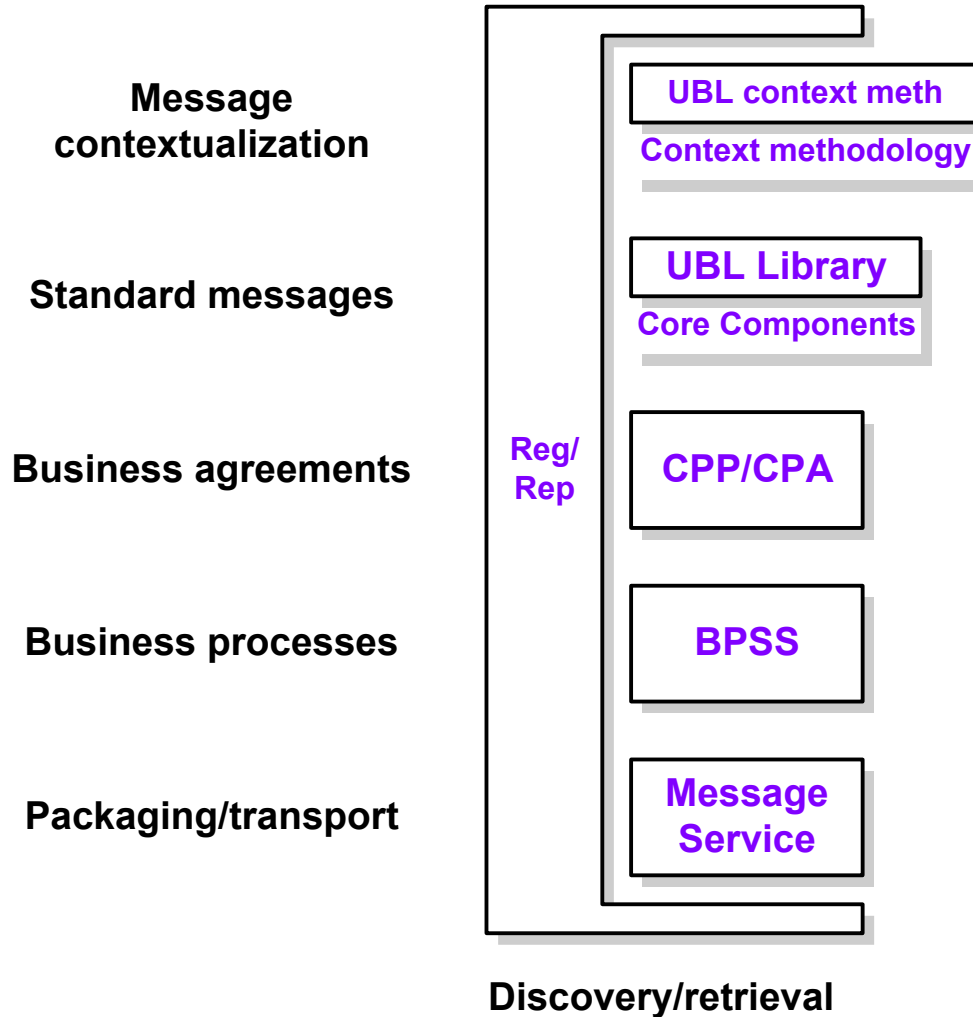 Message
contextualization
UBL context meth
Context methodology
Standard messages
UBL Library
Core Components
Business agreements
Reg/
Rep
CPP/CPA
Business processes
BPSS
Packaging/transport
Message
Service
Discovery/retrieval